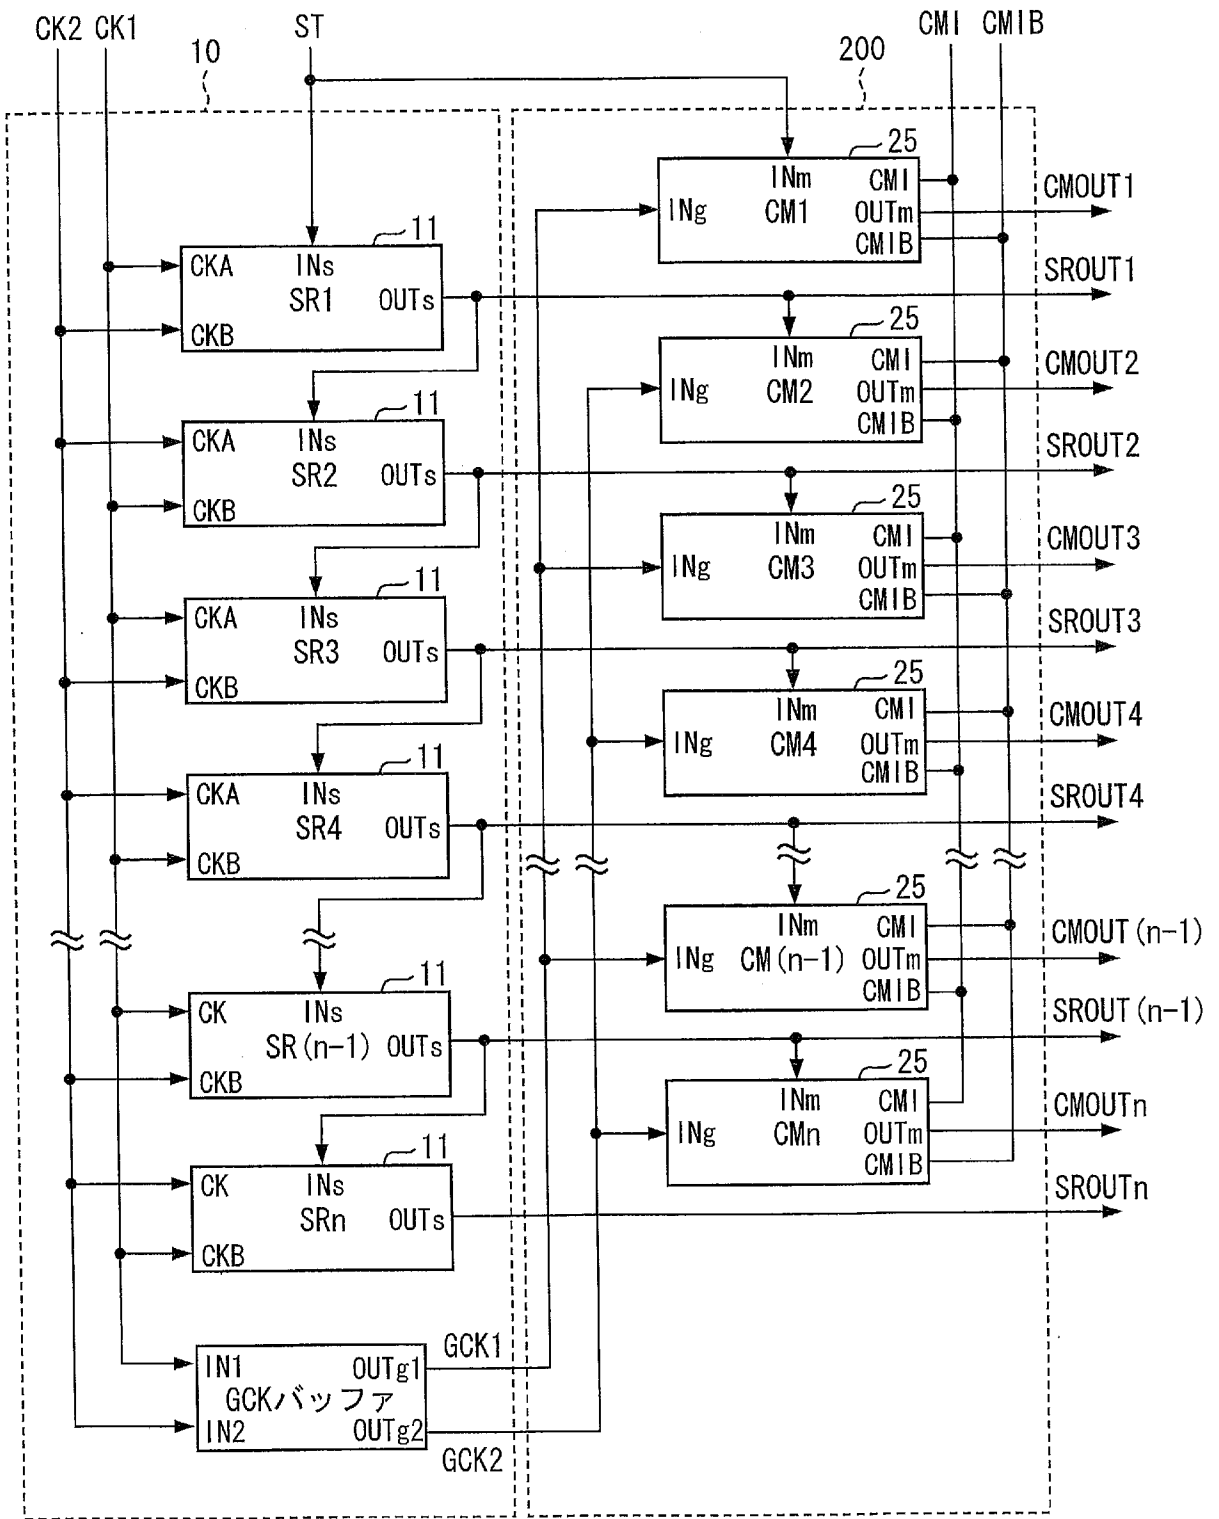 CK2 CK1 ST CMI CMIB
10 200
25
INm CMI
INg CM1 OUTm CMOUT1
CMIB
11
CKA INs SROUT1
SR1 OUTs
CKB
25
INm CMI
INg CM2 OUTm CMOUT2
CMIB
11
CKA INs SROUT2
SR2 OUTs
CKB
25
INm CMI
INg CM3 OUTm CMOUT3
CMIB
11
CKA INs SROUT3
SR3 OUTs
CKB
25
INm CMI
INg CM4 OUTm CMOUT4
CMIB
11
CKA INs SROUT4
SR4 OUTs
CKB
25
INm CMI
INg CM(n-1) OUTm CMOUT(n-1)
CMIB
11
CK INs SROUT(n-1)
SR(n-1) OUTs
CKB
25
INm CMI
INg CMn OUTm CMOUTn
CMIB
11
CK INs SROUTn
SRn OUTs
CKB
IN1 OUTg1 GCK1
GCKバッファ
IN2 OUTg2
GCK2